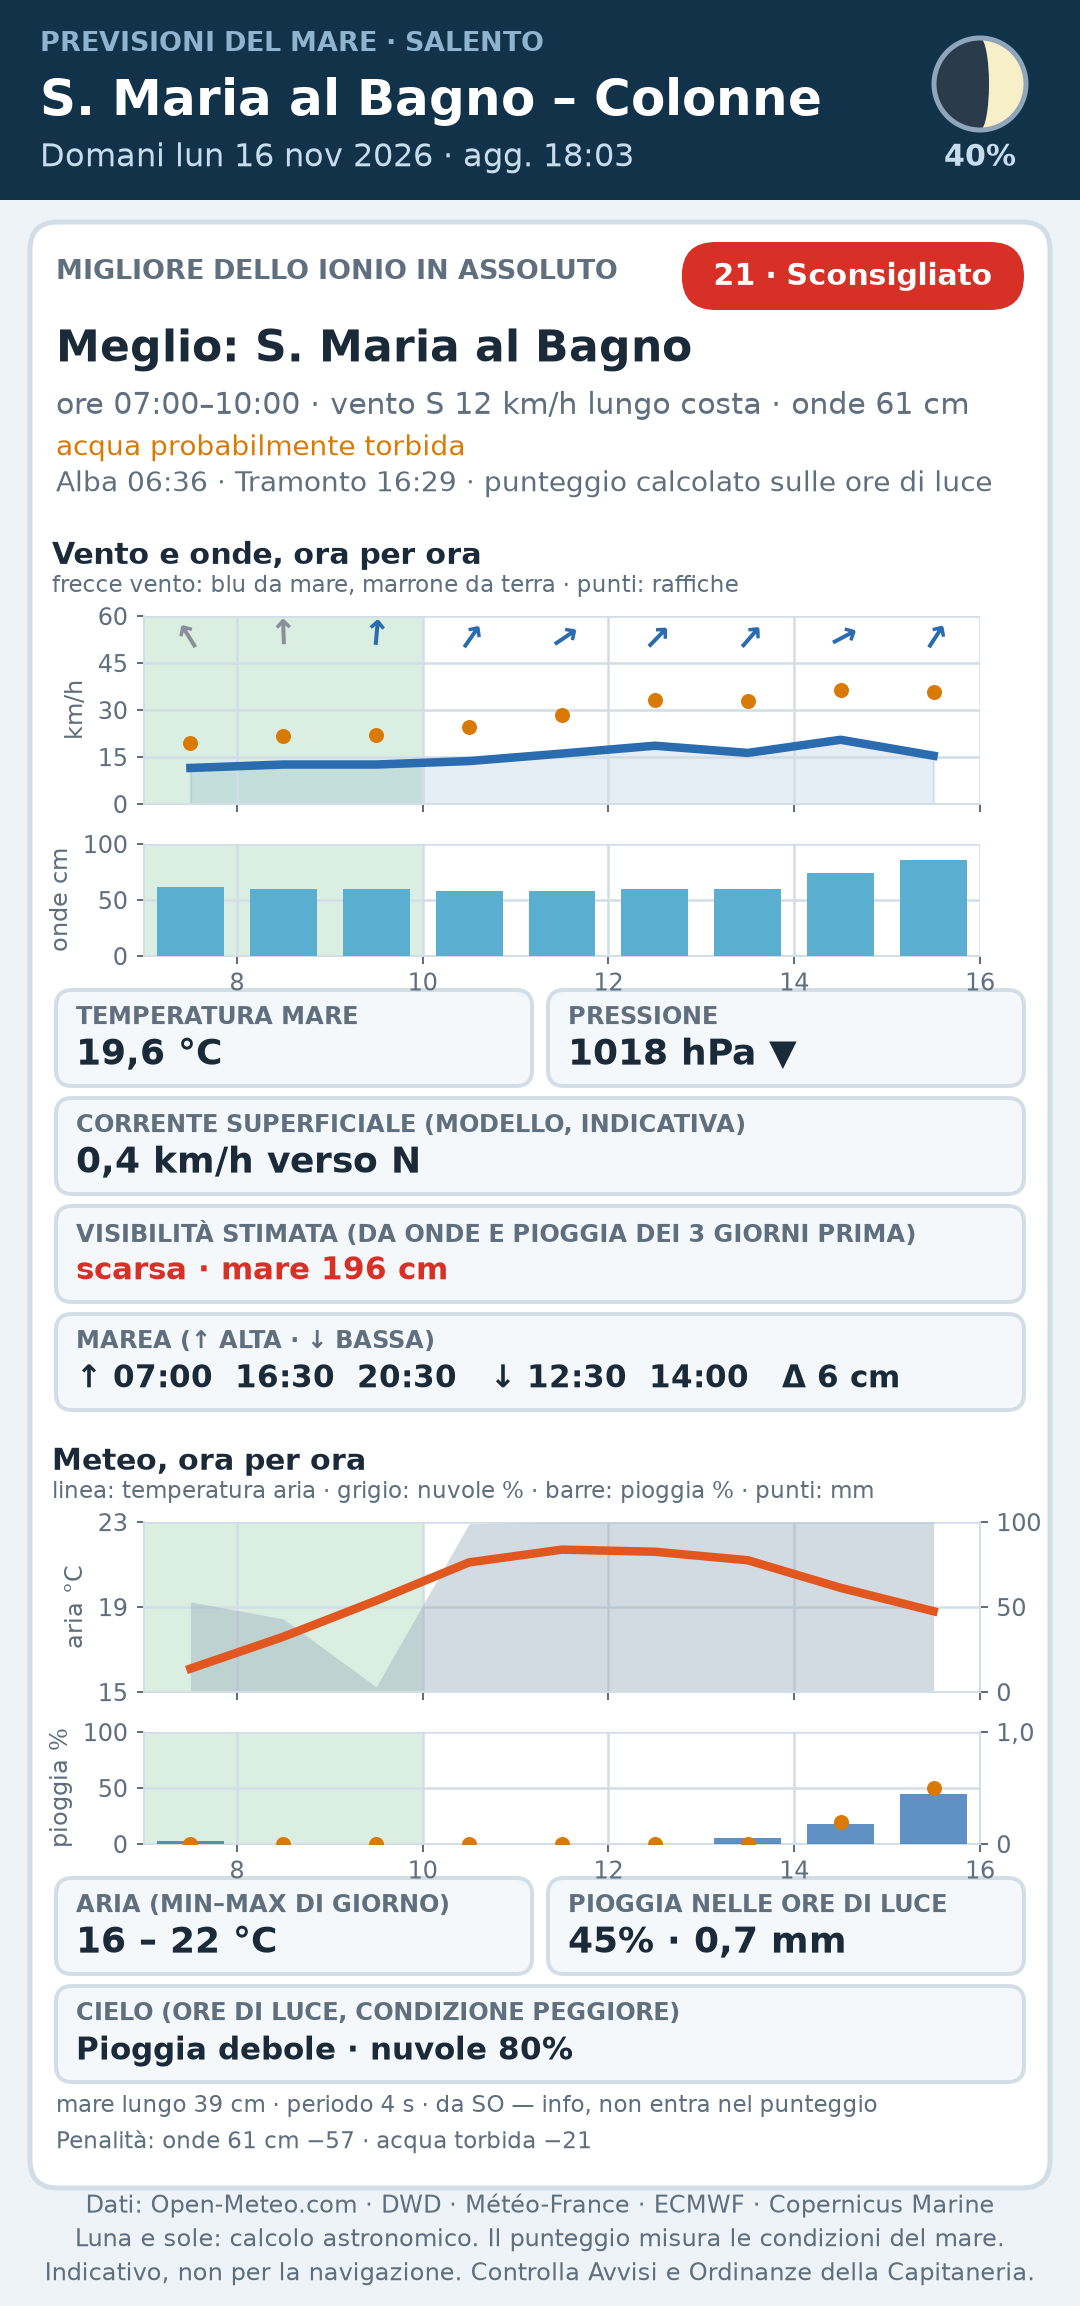 PREVISIONI DEL MARE · SALENTO
S. Maria al Bagno – Colonne
Domani lun 16 nov 2026 · agg. 18:03
40%
MIGLIORE DELLO IONIO IN ASSOLUTO
21 · Sconsigliato
Meglio: S. Maria al Bagno
ore 07:00–10:00 · vento S 12 km/h lungo costa · onde 61 cm
acqua probabilmente torbida
Alba 06:36 · Tramonto 16:29 · punteggio calcolato sulle ore di luce
Vento e onde, ora per ora
frecce vento: blu da mare, marrone da terra · punti: raffiche
km/h
60
45
30
15
0
onde cm
100
50
0
8 10 12 14 16
TEMPERATURA MARE
19,6 °C
PRESSIONE
1018 hPa ▼
CORRENTE SUPERFICIALE (MODELLO, INDICATIVA)
0,4 km/h verso N
VISIBILITÀ STIMATA (DA ONDE E PIOGGIA DEI 3 GIORNI PRIMA)
scarsa · mare 196 cm
MAREA (↑ ALTA · ↓ BASSA)
↑ 07:00 16:30 20:30 ↓ 12:30 14:00 Δ 6 cm
Meteo, ora per ora
linea: temperatura aria · grigio: nuvole % · barre: pioggia % · punti: mm
aria °C
23
19
15
100
50
0
pioggia %
100
50
0
1,0
0
8 10 12 14 16
ARIA (MIN–MAX DI GIORNO)
16 – 22 °C
PIOGGIA NELLE ORE DI LUCE
45% · 0,7 mm
CIELO (ORE DI LUCE, CONDIZIONE PEGGIORE)
Pioggia debole · nuvole 80%
mare lungo 39 cm · periodo 4 s · da SO — info, non entra nel punteggio
Penalità: onde 61 cm −57 · acqua torbida −21
Dati: Open-Meteo.com · DWD · Météo-France · ECMWF · Copernicus Marine
Luna e sole: calcolo astronomico. Il punteggio misura le condizioni del mare.
Indicativo, non per la navigazione. Controlla Avvisi e Ordinanze della Capitaneria.